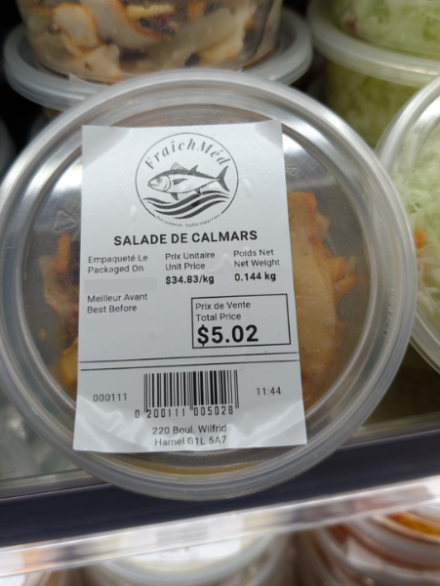 FraîchMéd
SALADE DE CALMARS
Empaqueté Le
Packaged On
Prix Unitaire
Unit Price
$34.83/kg
Poids Net
Net Weight
0.144 kg
Meilleur Avant
Best Before
Prix de Vente
Total Price
$5.02
000111
11:44
0 200111 005028
220 Boul. Wilfrid
Hamel G1L 5A7